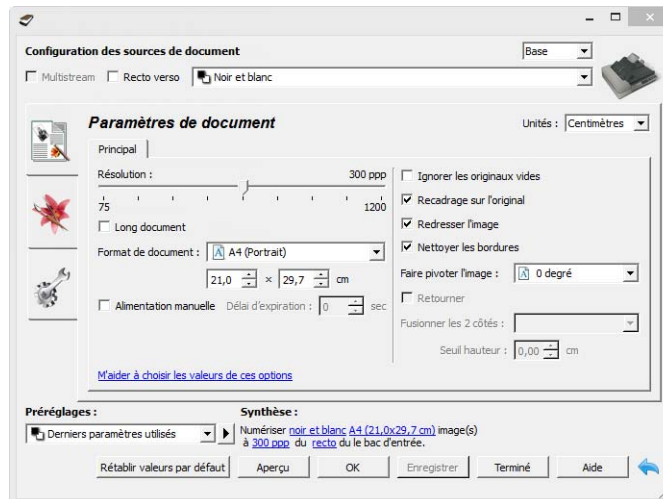 Configuration des sources de document
Base
Multistream
Recto verso
Noir et blanc
Paramètres de document
Unités :
Centimètres
Principal
Résolution :
300 ppp
75
1200
Long document
Format de document :
A4 (Portrait)
21,0 × 29,7 cm
Alimentation manuelle
Délai d'expiration :
0
sec
M'aider à choisir les valeurs de ces options
Ignorer les originaux vides
Recadrage sur l'original
Redresser l'image
Nettoyer les bordures
Faire pivoter l'image :
0 degré
Retourner
Fusionner les 2 côtés :
Seuil hauteur :
0,00
cm
Préréglages :
Derniers paramètres utilisés
Synthèse :
Numériser noir et blanc A4 (21,0x29,7 cm) image(s)
à 300 ppp du recto du le bac d'entrée.
Rétablir valeurs par défaut
Aperçu
OK
Enregistrer
Terminé
Aide